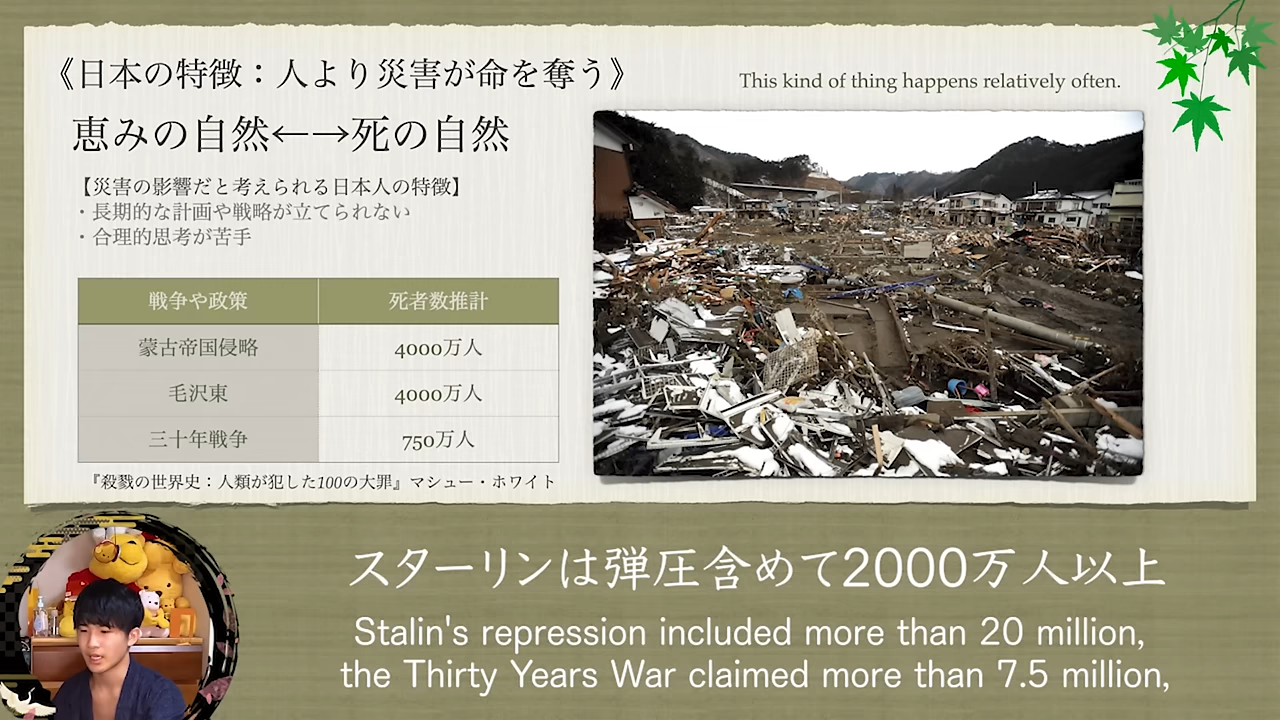 《日本の特徴：人より災害が命を奪う》
This kind of thing happens relatively often.
恵みの自然←→死の自然
【災害の影響だと考えられる日本人の特徴】
・長期的な計画や戦略が立てられない
・合理的思考が苦手
戦争や政策 死者数推計
蒙古帝国侵略 4000万人
毛沢東 4000万人
三十年戦争 750万人
『殺戮の世界史：人類が犯した100の大罪』マシュー・ホワイト
スターリンは弾圧含めて2000万人以上
Stalin's repression included more than 20 million,
the Thirty Years War claimed more than 7.5 million,